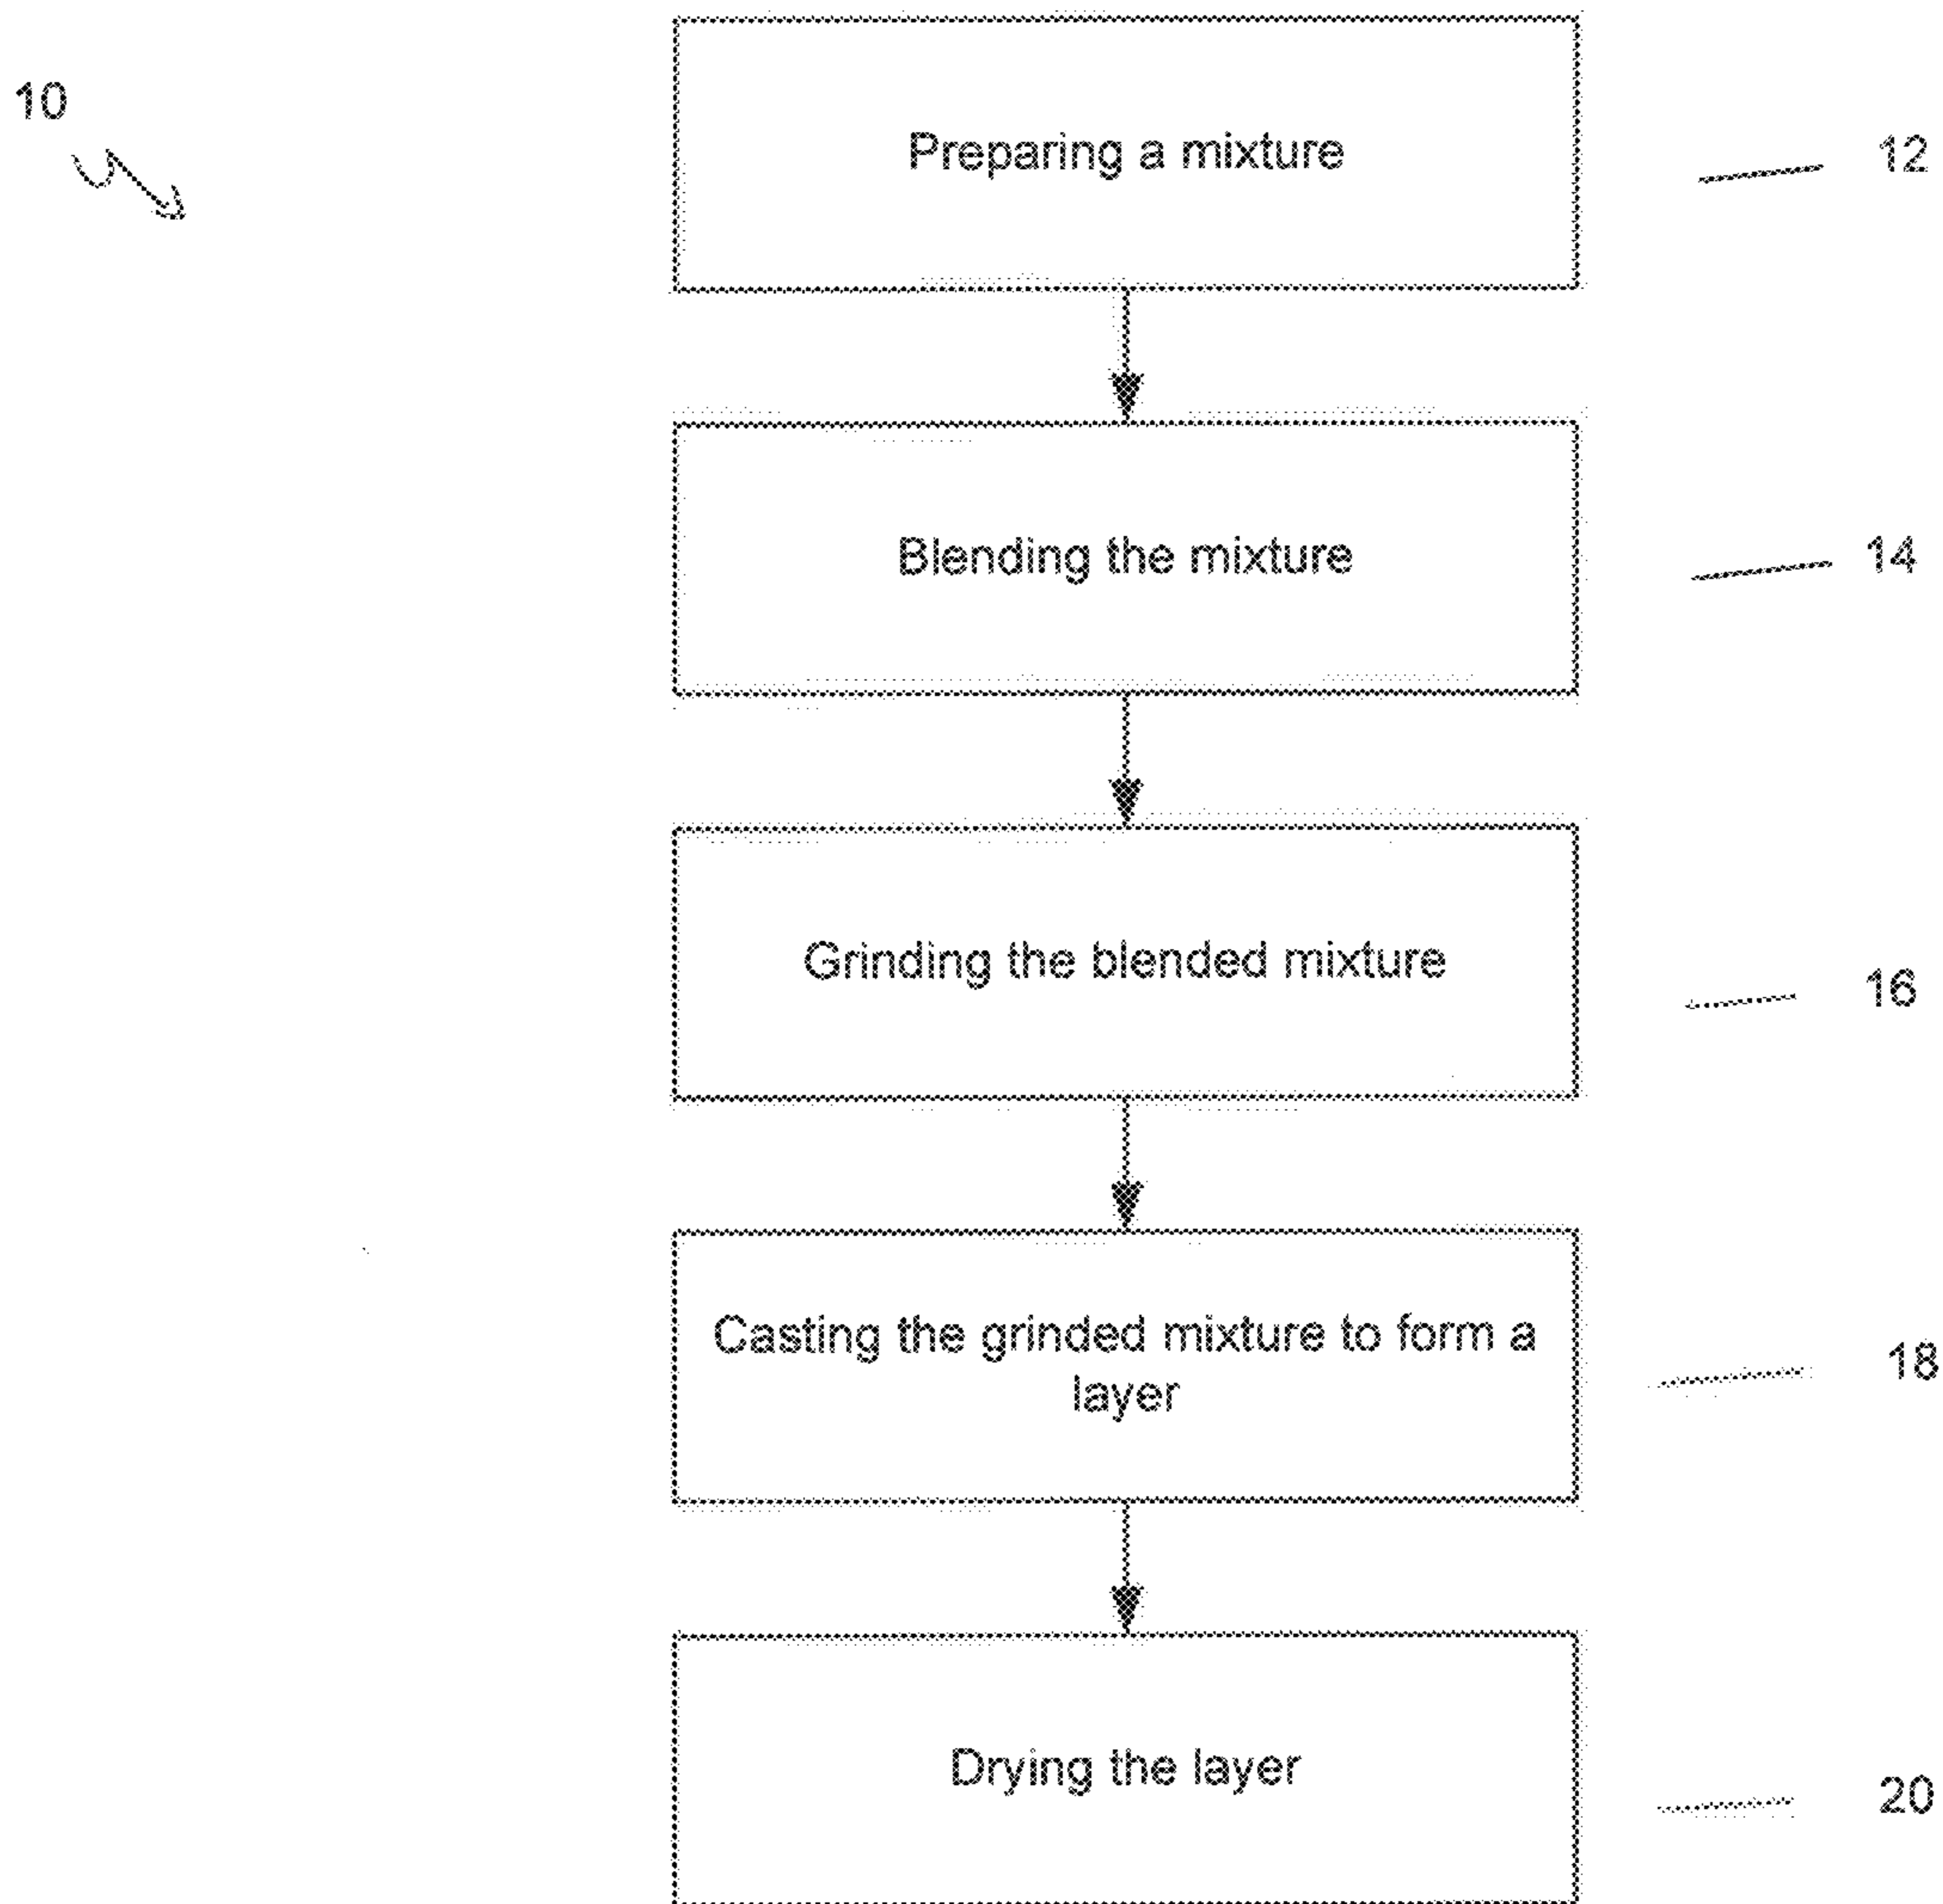 10
Preparing a mixture
12
Blending the mixture
14
Grinding the blended mixture
16
Casting the grinded mixture to form a
layer
18
Drying the layer
20